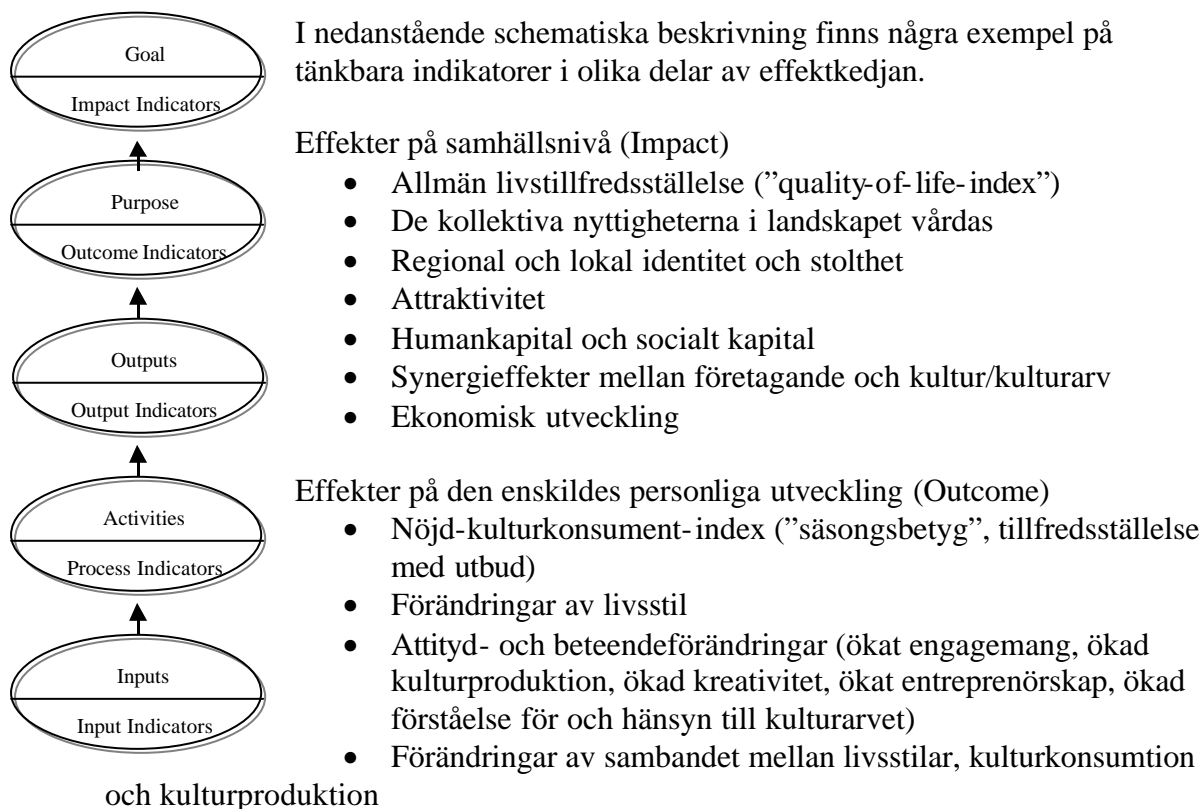 Goal
Impact Indicators
Purpose
Outcome Indicators
Outputs
Output Indicators
Activities
Process Indicators
Inputs
Input Indicators
I nedanstående schematiska beskrivning finns några exempel på
tänkbara indikatorer i olika delar av effektkedjan.
Effekter på samhällsnivå (Impact)
• Allmän livstillfredsställelse (”quality-of-life-index”)
• De kollektiva nyttigheterna i landskapet vårdas
• Regional och lokal identitet och stolthet
• Attraktivitet
• Humankapital och socialt kapital
• Synergieffekter mellan företagande och kultur/kulturarv
• Ekonomisk utveckling
Effekter på den enskildes personliga utveckling (Outcome)
• Nöjd-kulturkonsument-index (”säsongsbetyg”, tillfredsställelse
med utbud)
• Förändringar av livsstil
• Attityd- och beteendeförändringar (ökat engagemang, ökad
kulturproduktion, ökad kreativitet, ökat entreprenörskap, ökad
förståelse för och hänsyn till kulturarvet)
• Förändringar av sambandet mellan livsstilar, kulturkonsumtion
och kulturproduktion